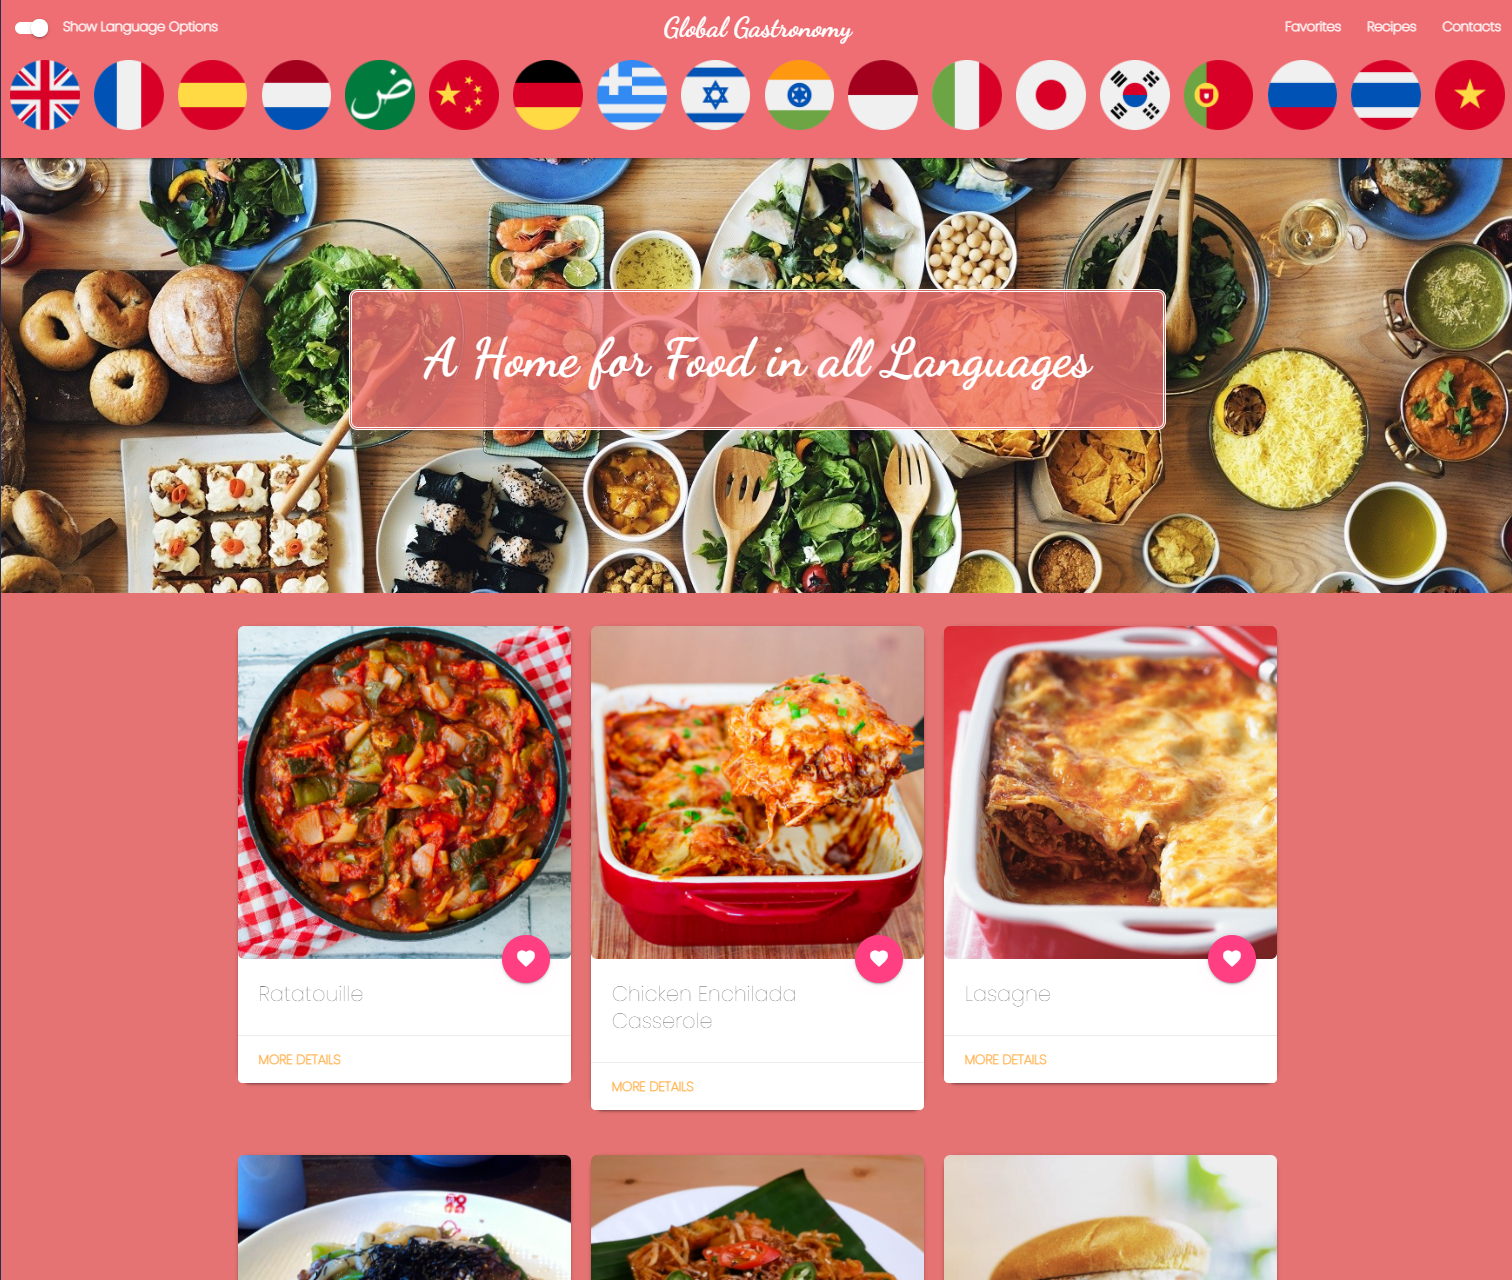 Show Language Options
Global Gastronomy
Favorites
Recipes
Contacts
ض
A Home for Food in all Languages
Ratatouille
MORE DETAILS
Chicken Enchilada
Casserole
MORE DETAILS
Lasagne
MORE DETAILS